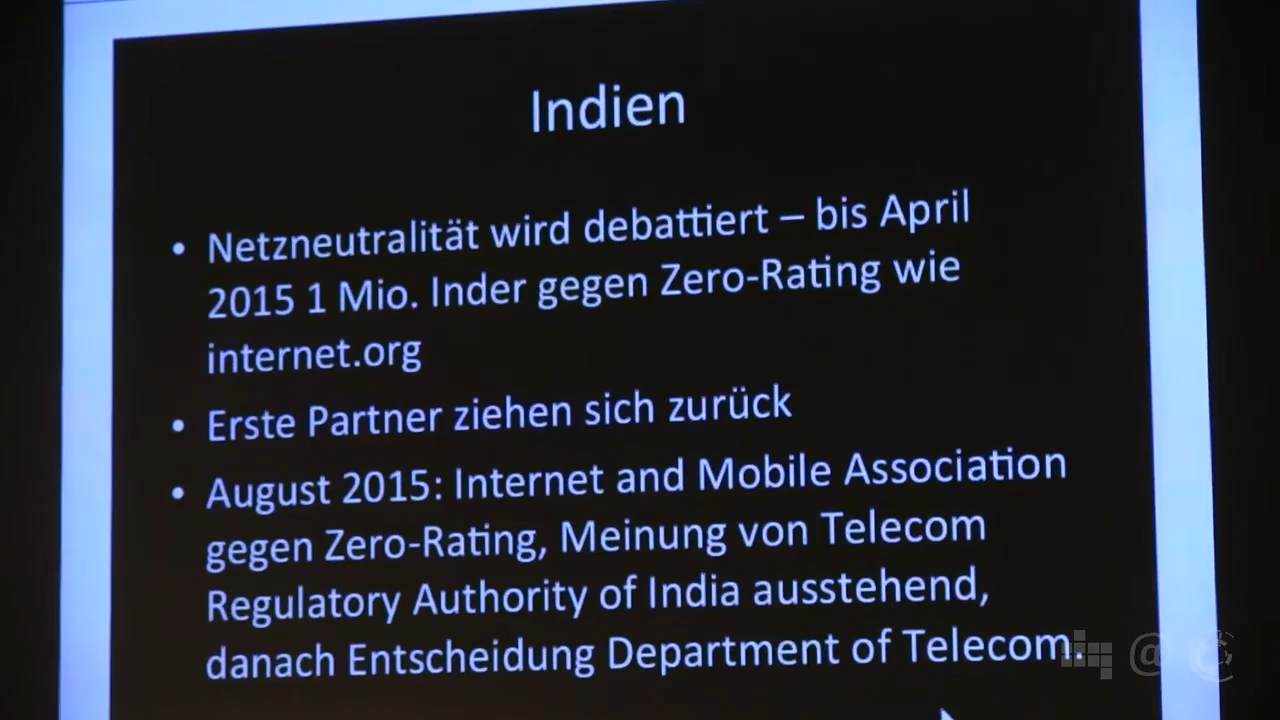 Indien
• Netzneutralität wird debattiert – bis April
2015 1 Mio. Inder gegen Zero-Rating wie
internet.org
• Erste Partner ziehen sich zurück
• August 2015: Internet and Mobile Association
gegen Zero-Rating, Meinung von Telecom
Regulatory Authority of India ausstehend,
danach Entscheidung Department of Telecom.
@